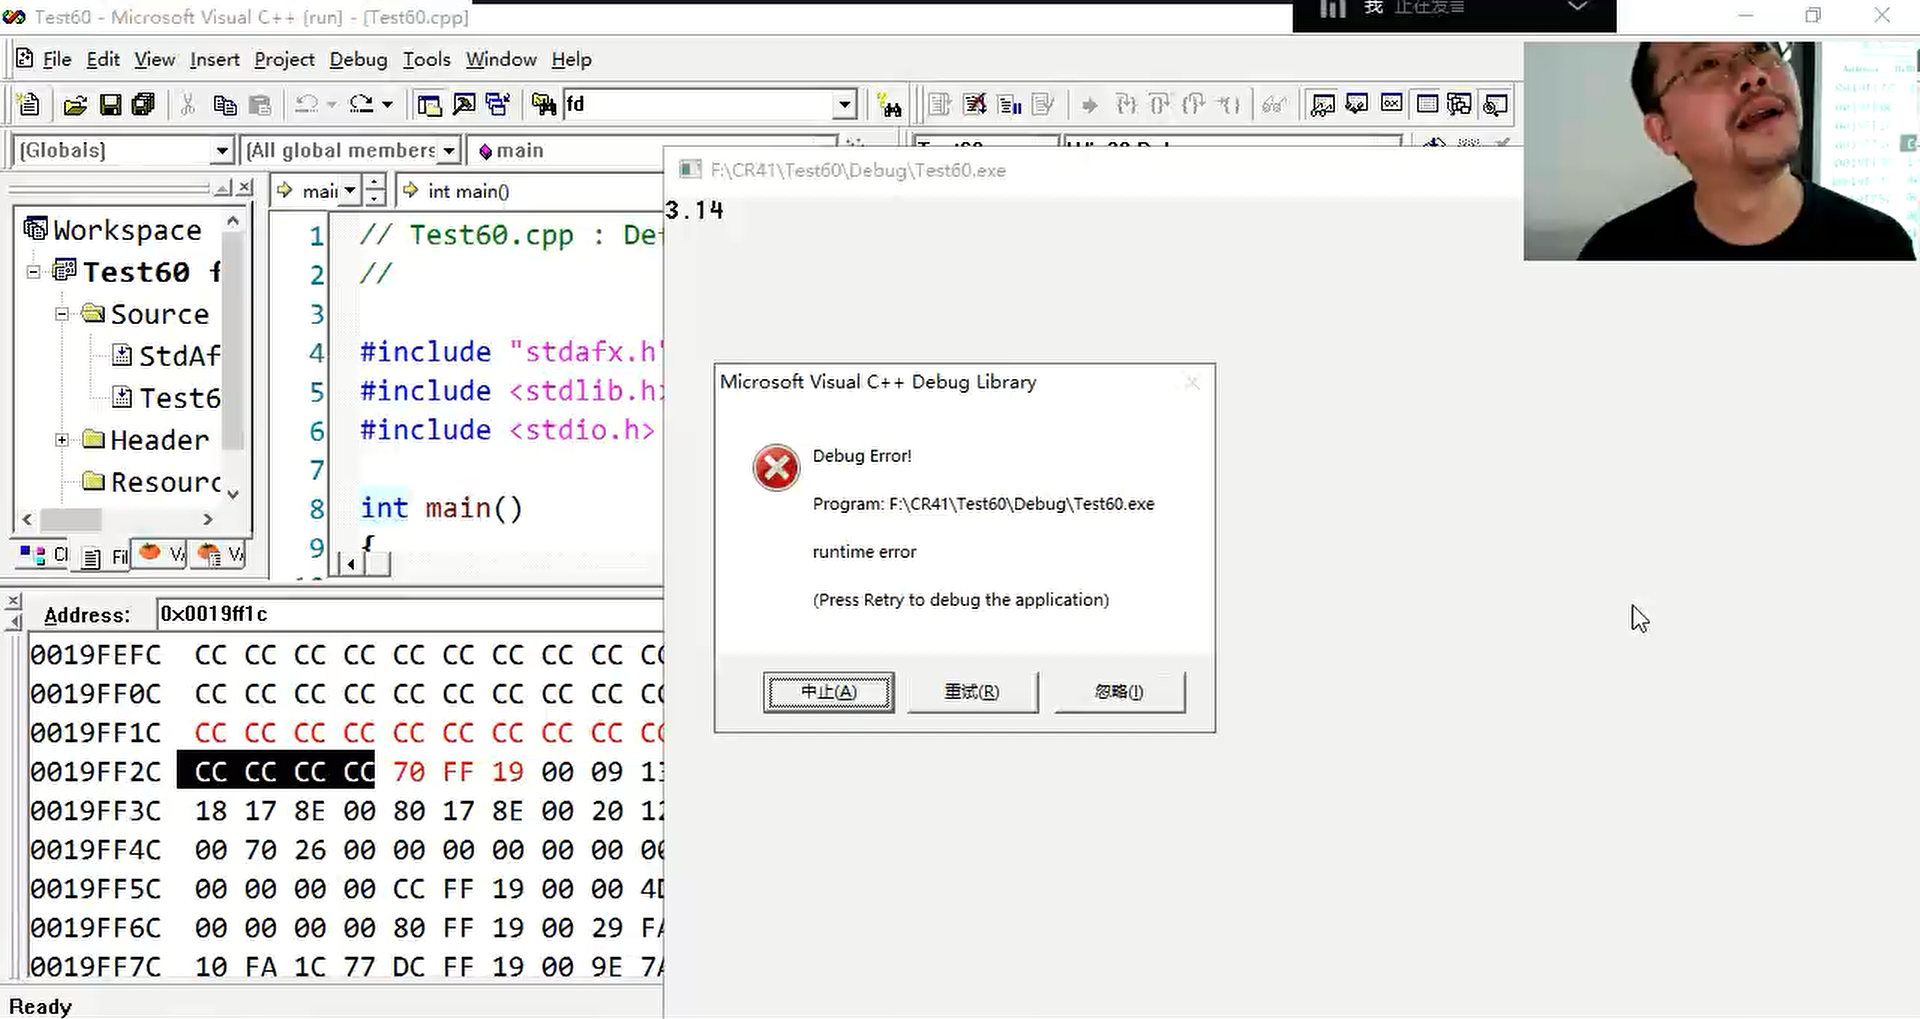 Test60 - Microsoft Visual C++ [run] - [Test60.cpp]
我 正在发言
File Edit View Insert Project Debug Tools Window Help
fd
[Globals] [All global members main
mai int main()
Workspace
Test60 f
Source
StdAf
Test6
Header
Resourc
1 // Test60.cpp : De
2 //
3
4 #include "stdafx.h"
5 #include <stdlib.h>
6 #include <stdio.h>
7
8 int main()
9 {
F:\CR41\Test60\Debug\Test60.exe
3.14
Microsoft Visual C++ Debug Library
Debug Error!
Program: F:\CR41\Test60\Debug\Test60.exe
runtime error
(Press Retry to debug the application)
中止(A) 重试(R) 忽略(I)
Address: 0x0019ff1c
0019FEFC CC CC CC CC CC CC CC CC CC
0019FF0C CC CC CC CC CC CC CC CC CC
0019FF1C CC CC CC CC CC CC CC CC CC
0019FF2C CC CC CC CC 70 FF 19 00 09
0019FF3C 18 17 8E 00 80 17 8E 00 20 12
0019FF4C 00 70 26 00 00 00 00 00 00 00
0019FF5C 00 00 00 00 CC FF 19 00 00 4D
0019FF6C 00 00 00 00 80 FF 19 00 29 FA
0019FF7C 10 FA 1C 77 DC FF 19 00 9E 7A
Ready